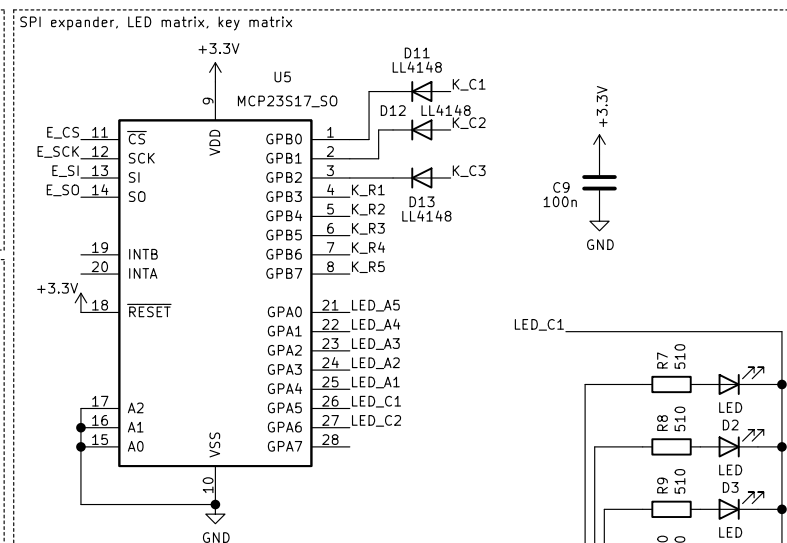 SPI expander, LED matrix, key matrix
+3.3V
U5
MCP23S17_SO
9
VDD
E_CS 11 CS
E_SCK 12 SCK
E_SI 13 SI
E_SO 14 SO
19 INTB
20 INTA
+3.3V
18 RESET
17 A2
16 A1
15 A0
VSS
10
GND
GPB0 1
GPB1 2
GPB2 3
GPB3 4 K_R1
GPB4 5 K_R2
GPB5 6 K_R3
GPB6 7 K_R4
GPB7 8 K_R5
GPA0 21 LED_A5
GPA1 22 LED_A4
GPA2 23 LED_A3
GPA3 24 LED_A2
GPA4 25 LED_A1
GPA5 26 LED_C1
GPA6 27 LED_C2
GPA7 28
D11
LL4148
K_C1
D12 LL4148
K_C2
K_C3
D13
LL4148
+3.3V
C9
100n
GND
LED_C1
R7
510
LED
D2
R8
510
LED
D3
R9
510
LED